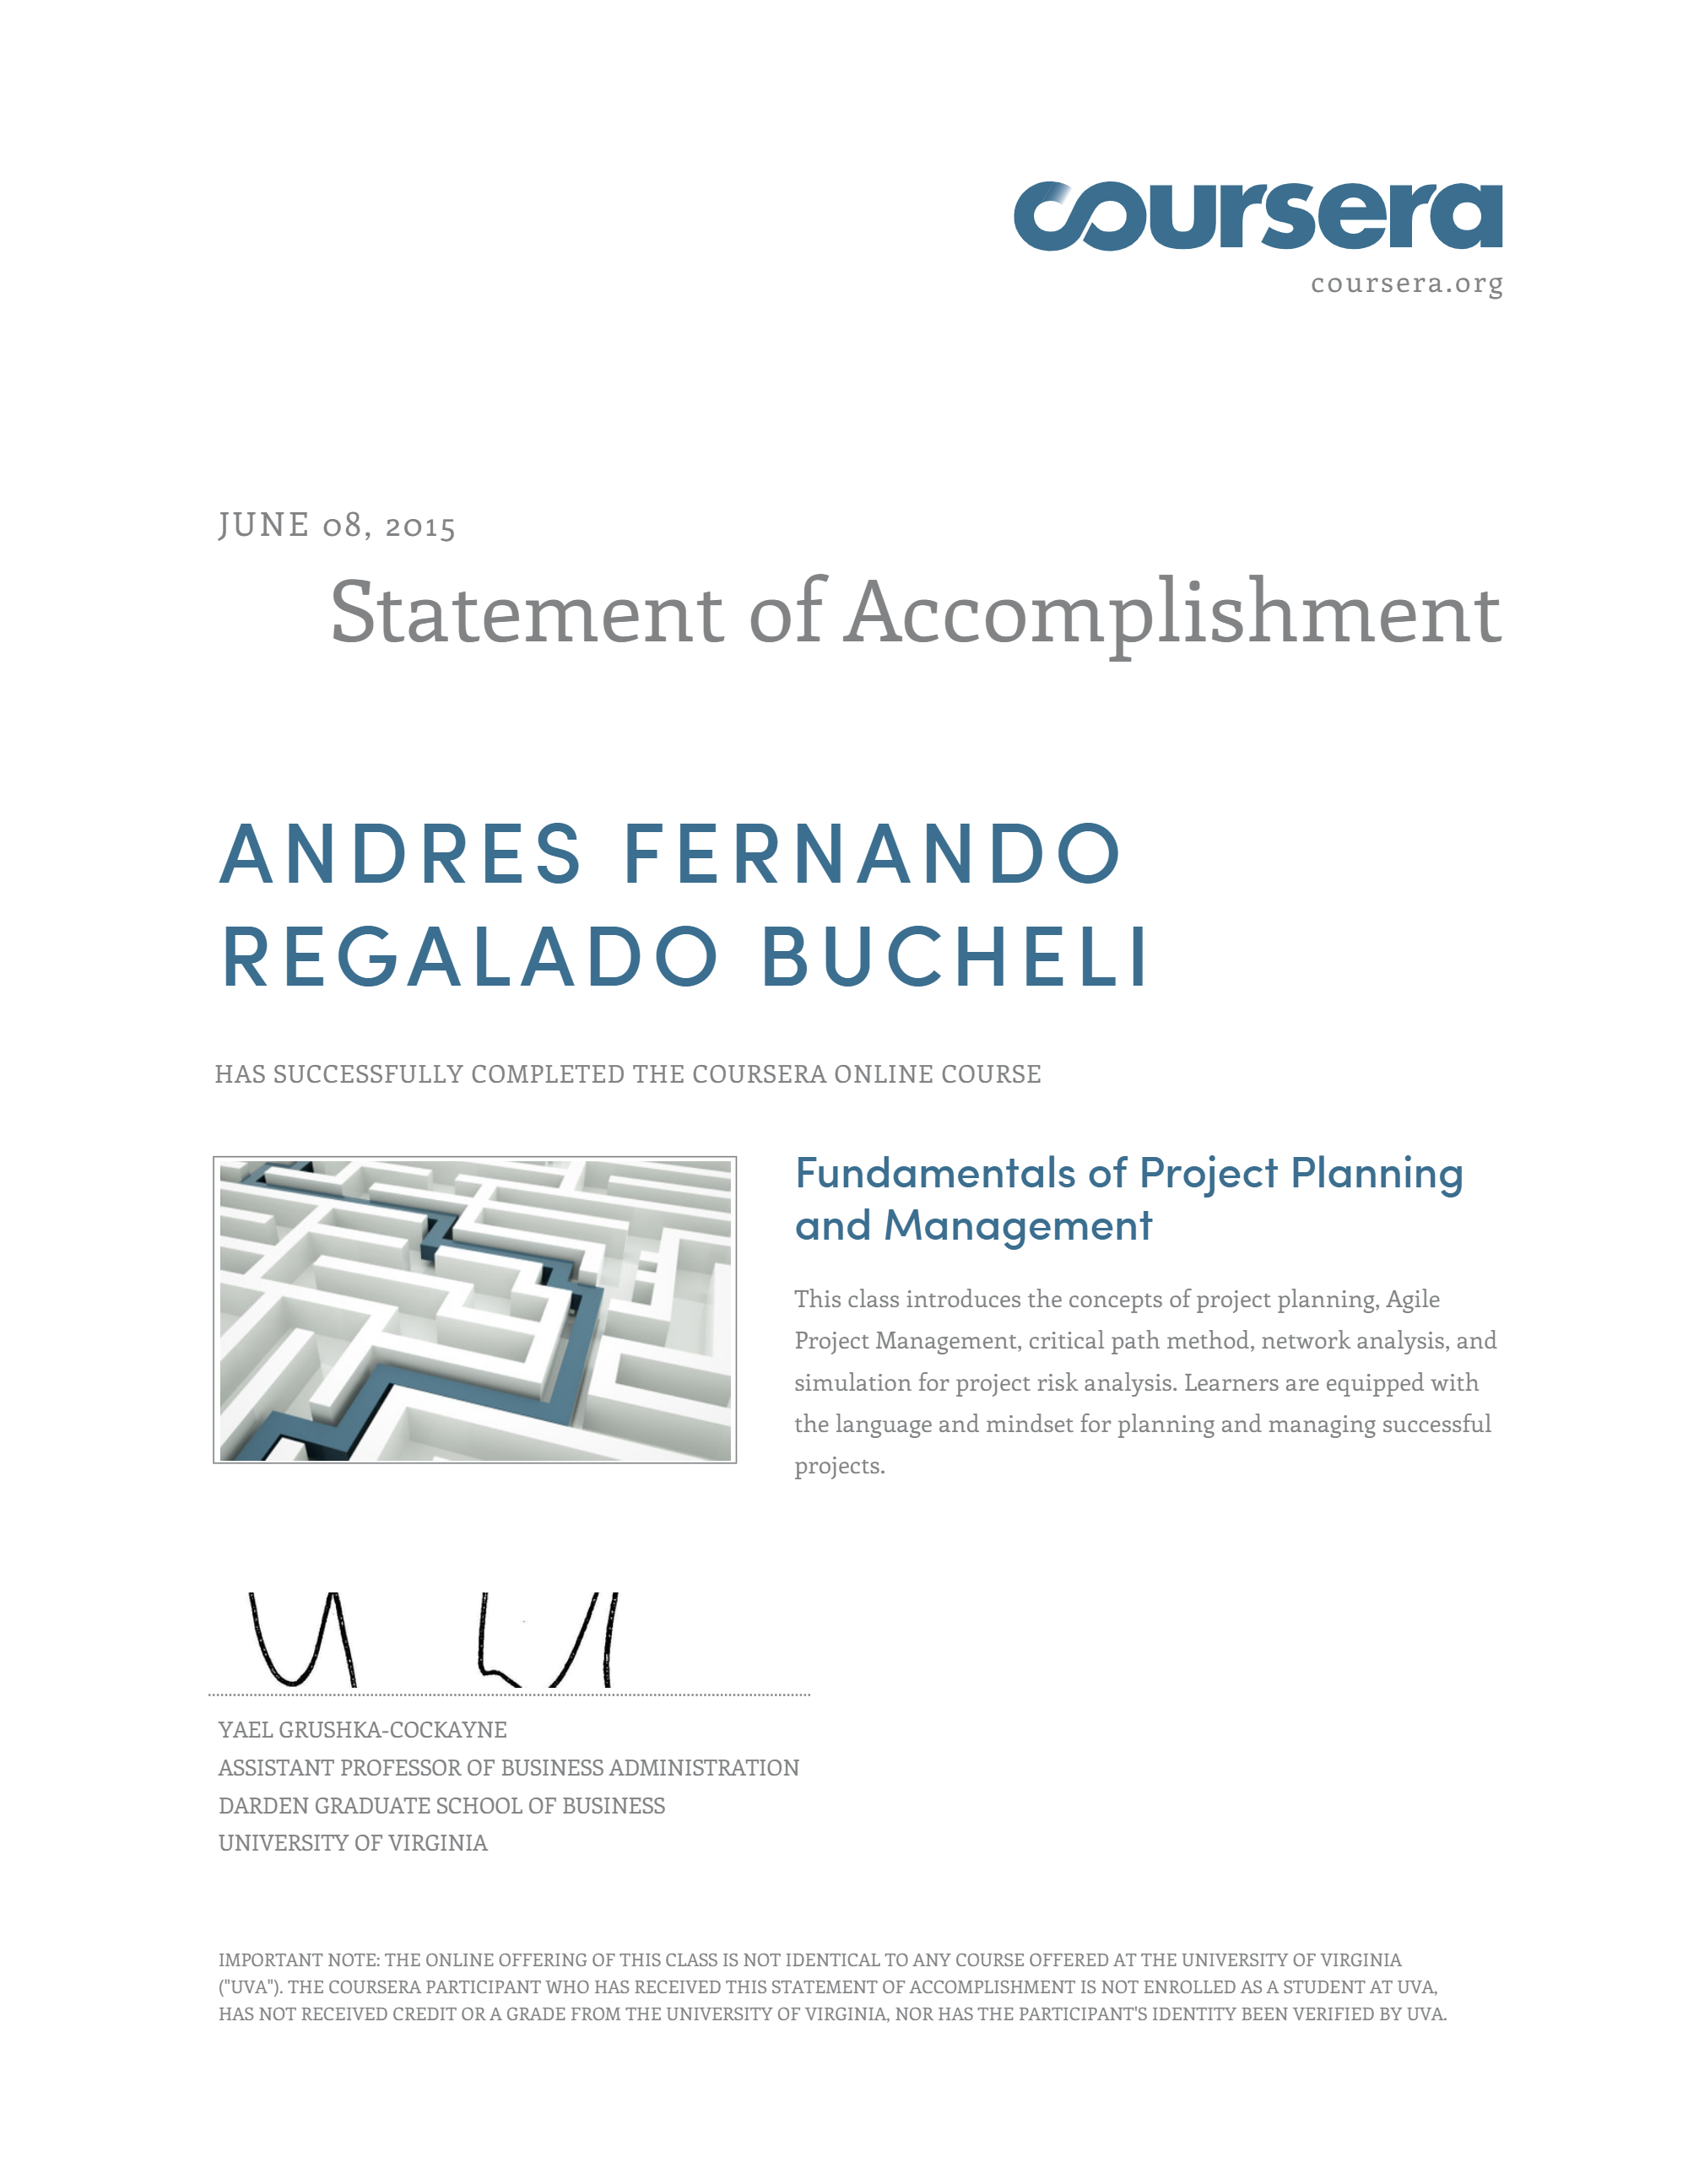 coursera
coursera.org
JUNE 08, 2015
Statement of Accomplishment
ANDRES FERNANDO
REGALADO BUCHELI
HAS SUCCESSFULLY COMPLETED THE COURSERA ONLINE COURSE
Fundamentals of Project Planning
and Management
This class introduces the concepts of project planning, Agile
Project Management, critical path method, network analysis, and
simulation for project risk analysis. Learners are equipped with
the language and mindset for planning and managing successful
projects.
YAEL GRUSHKA-COCKAYNE
ASSISTANT PROFESSOR OF BUSINESS ADMINISTRATION
DARDEN GRADUATE SCHOOL OF BUSINESS
UNIVERSITY OF VIRGINIA
IMPORTANT NOTE: THE ONLINE OFFERING OF THIS CLASS IS NOT IDENTICAL TO ANY COURSE OFFERED AT THE UNIVERSITY OF VIRGINIA
("UVA"). THE COURSERA PARTICIPANT WHO HAS RECEIVED THIS STATEMENT OF ACCOMPLISHMENT IS NOT ENROLLED AS A STUDENT AT UVA,
HAS NOT RECEIVED CREDIT OR A GRADE FROM THE UNIVERSITY OF VIRGINIA, NOR HAS THE PARTICIPANT'S IDENTITY BEEN VERIFIED BY UVA.